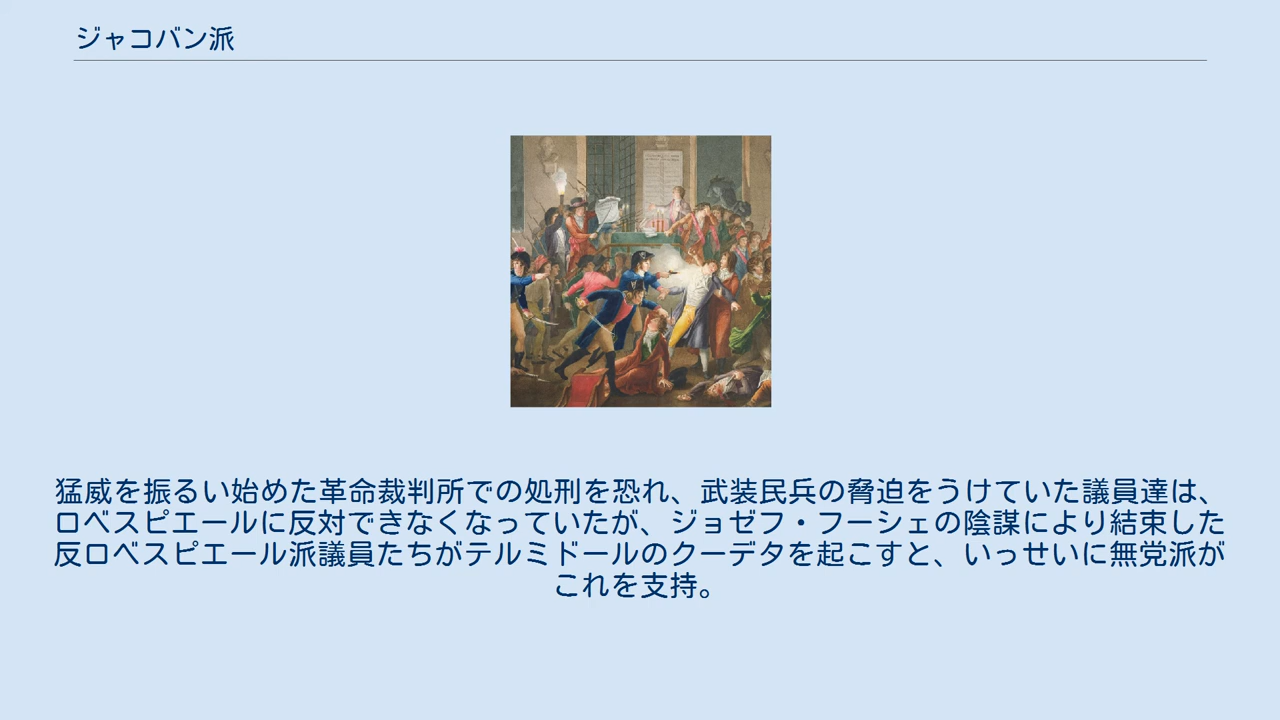 ジャコバン派
猛威を振るい始めた革命裁判所での処刑を恐れ、武装民兵の脅迫をうけていた議員達は、
ロベスピエールに反対できなくなっていたが、ジョゼフ・フーシェの陰謀により結束した
反ロベスピエール派議員たちがテルミドールのクーデタを起こすと、いっせいに無党派が
これを支持。